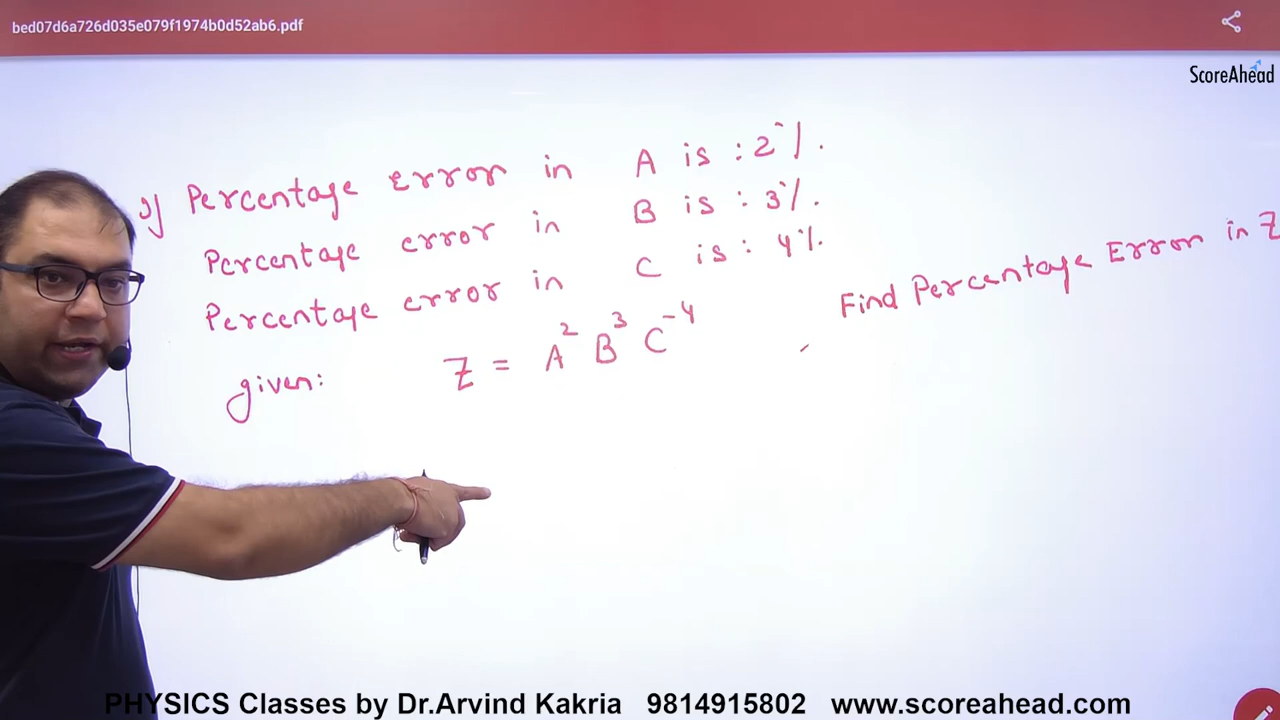 bed07d6a726d035e079f1974b0d52ab6.pdf
ScoreAhead
Percentage Error in A is : 2%.
Percentage error in B is : 3%.
Percentage error in C is : 4%.
Find Percentage Error in Z
given: Z = A² B³ C⁻⁴
PHYSICS Classes by Dr.Arvind Kakria 9814915802 www.scoreahead.com